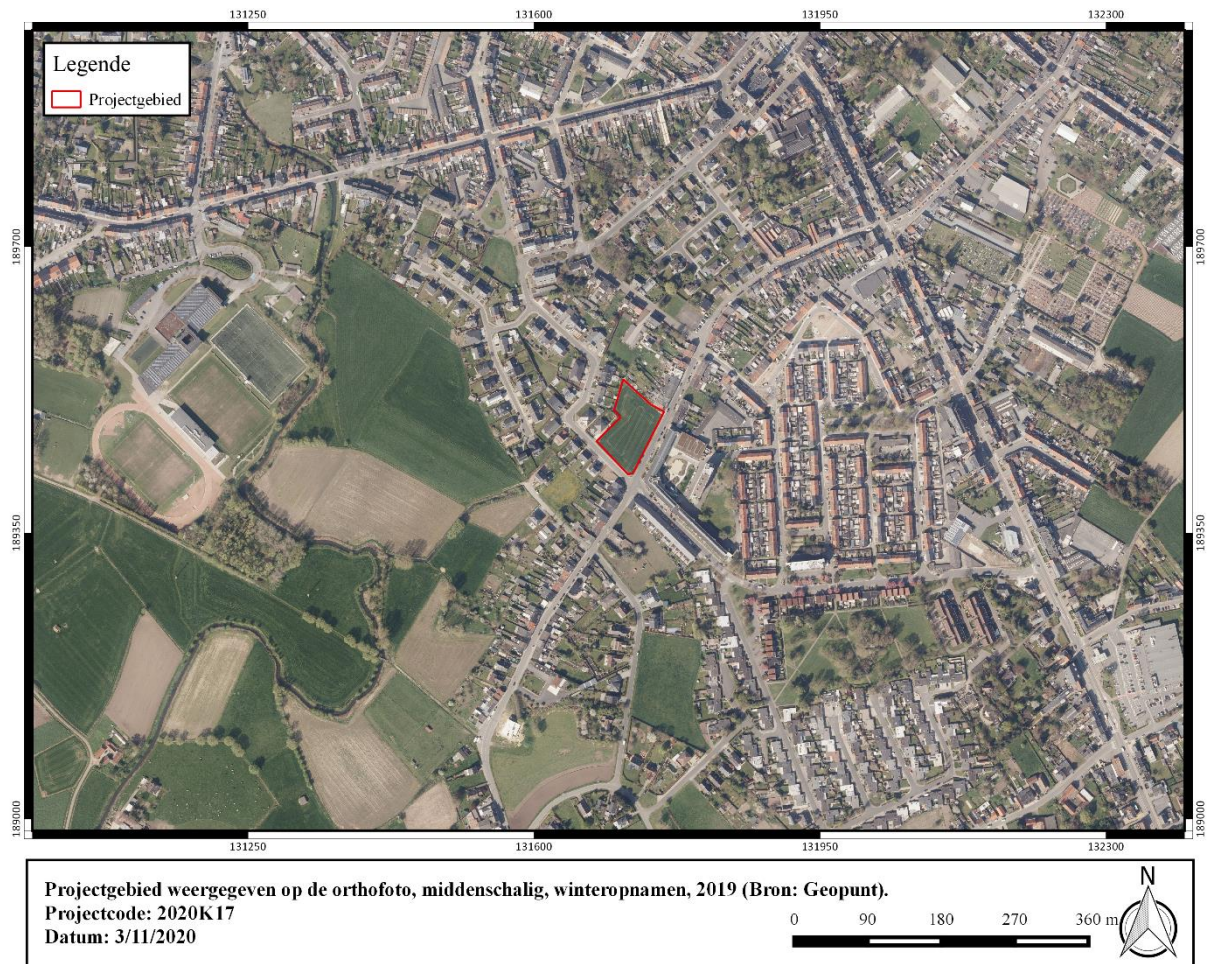 131250 131600 131950 132300
Legende
Projectgebied
189700 189700
189350 189350
189000 189000
131250 131600 131950 132300
Projectgebied weergegeven op de orthofoto, middenschalig, winteropnamen, 2019 (Bron: Geopunt).
Projectcode: 2020K17
Datum: 3/11/2020
0 90 180 270 360 m
N